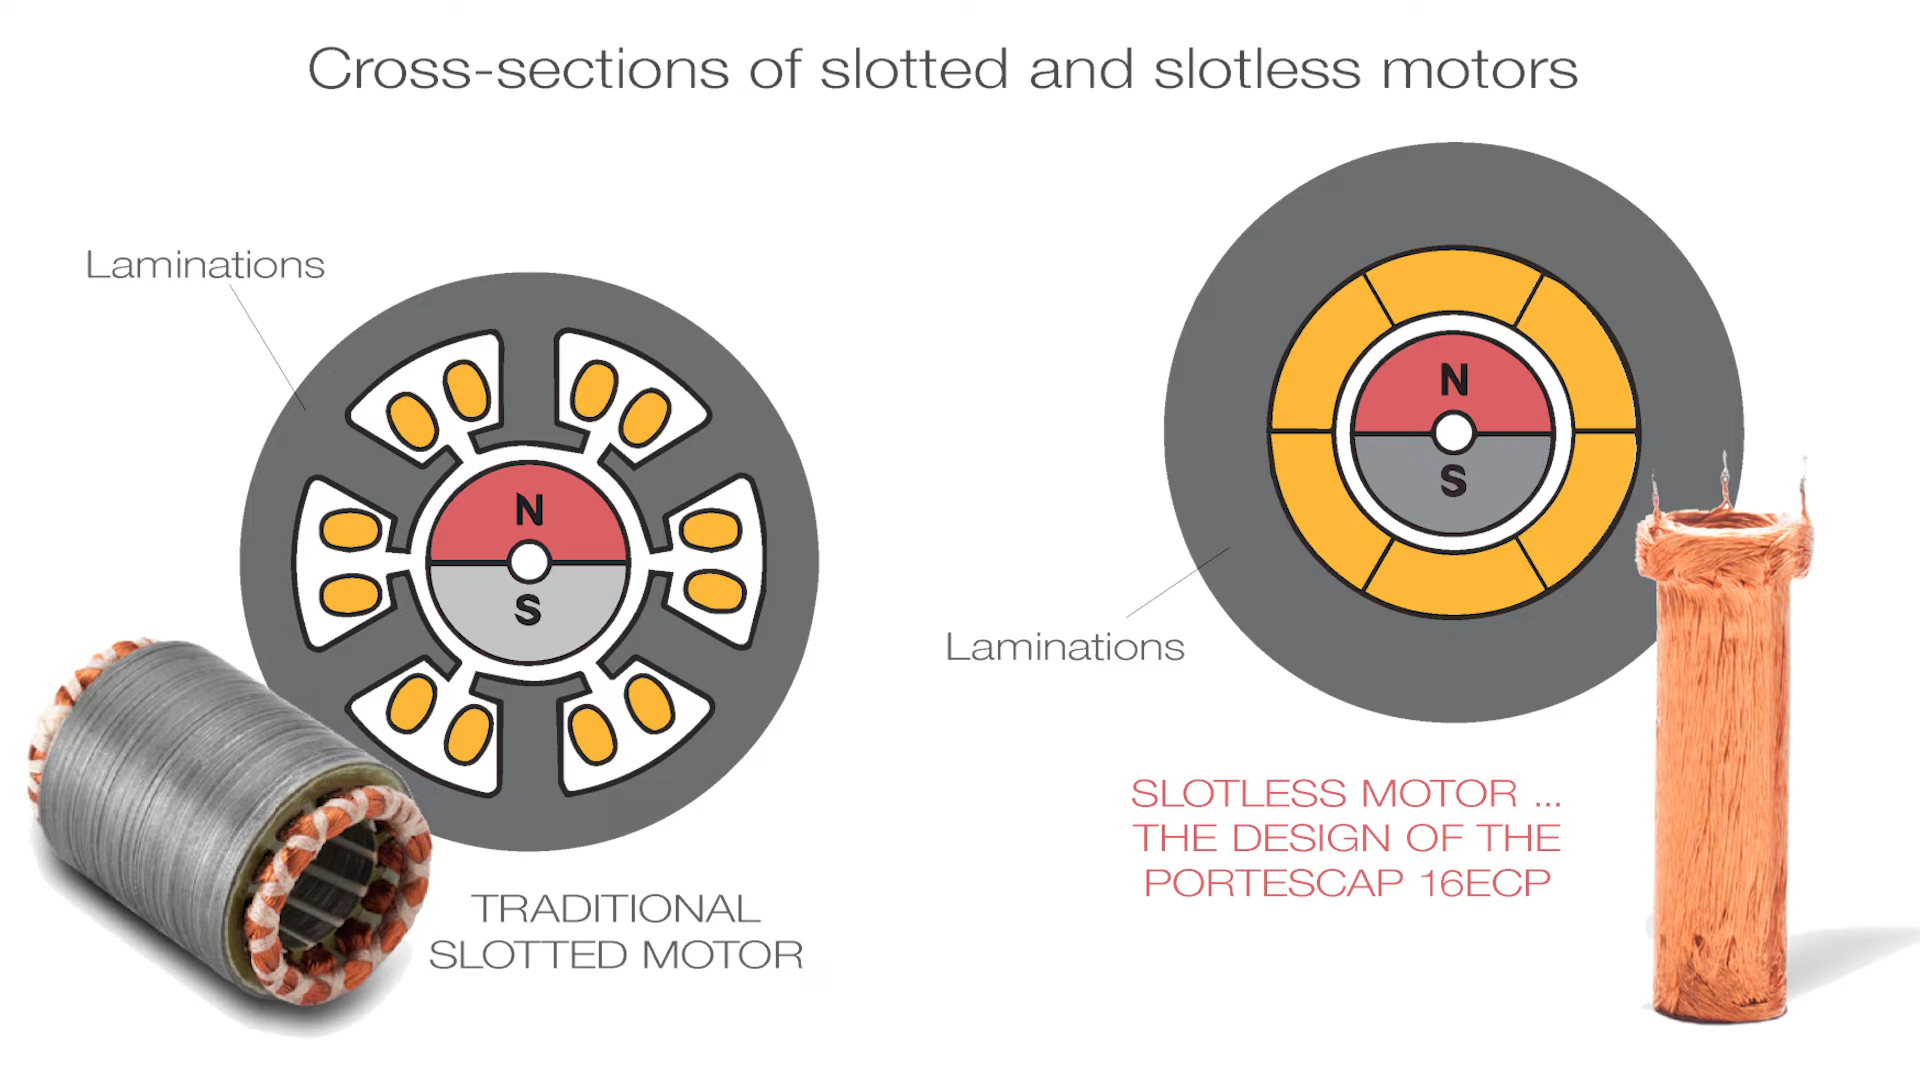 Cross-sections of slotted and slotless motors
Laminations
N
S
TRADITIONAL
SLOTTED MOTOR
N
S
Laminations
SLOTLESS MOTOR ...
THE DESIGN OF THE
PORTESCAP 16ECP